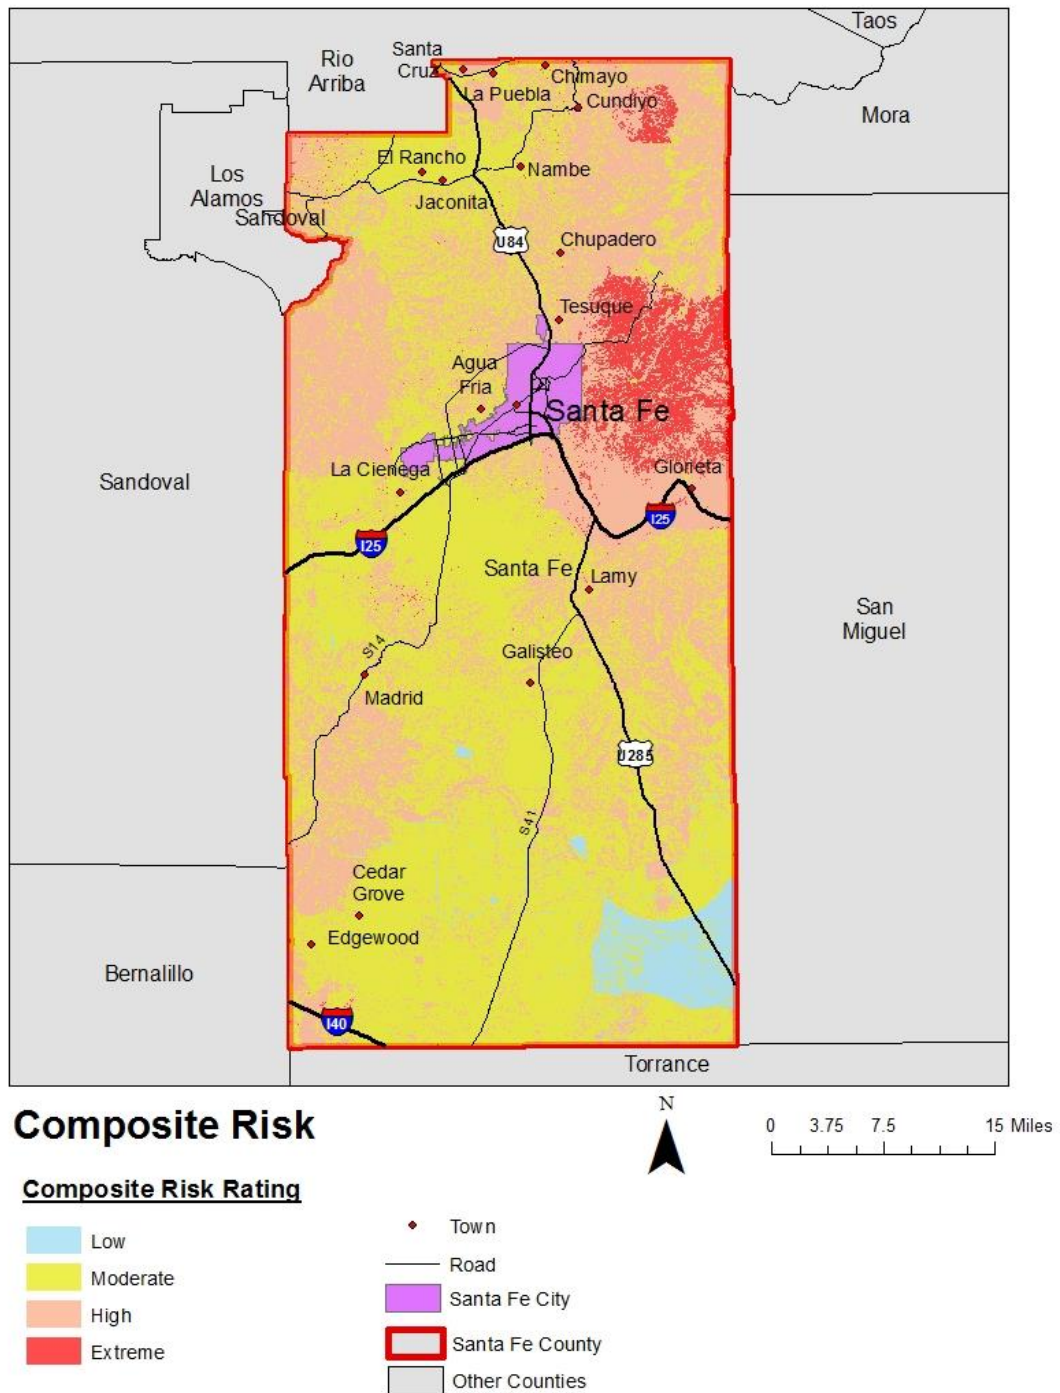 Taos
Santa
Cruz
Rio
Arriba
Chimayo
La Puebla
Cundiyo
Mora
El Rancho
Nambe
Los
Alamos
Jaconita
Sandoval
U84
Chupadero
Tesuque
Agua
Fria
Santa Fe
La Cienega
Glorieta
Sandoval
I25
I25
Santa Fe
Lamy
San
Miguel
S14
Galisteo
Madrid
U285
S41
Cedar
Grove
Edgewood
Bernalillo
I40
Torrance
Composite Risk
N
0 3.75 7.5 15 Miles
Composite Risk Rating
Low
Moderate
High
Extreme
Town
Road
Santa Fe City
Santa Fe County
Other Counties